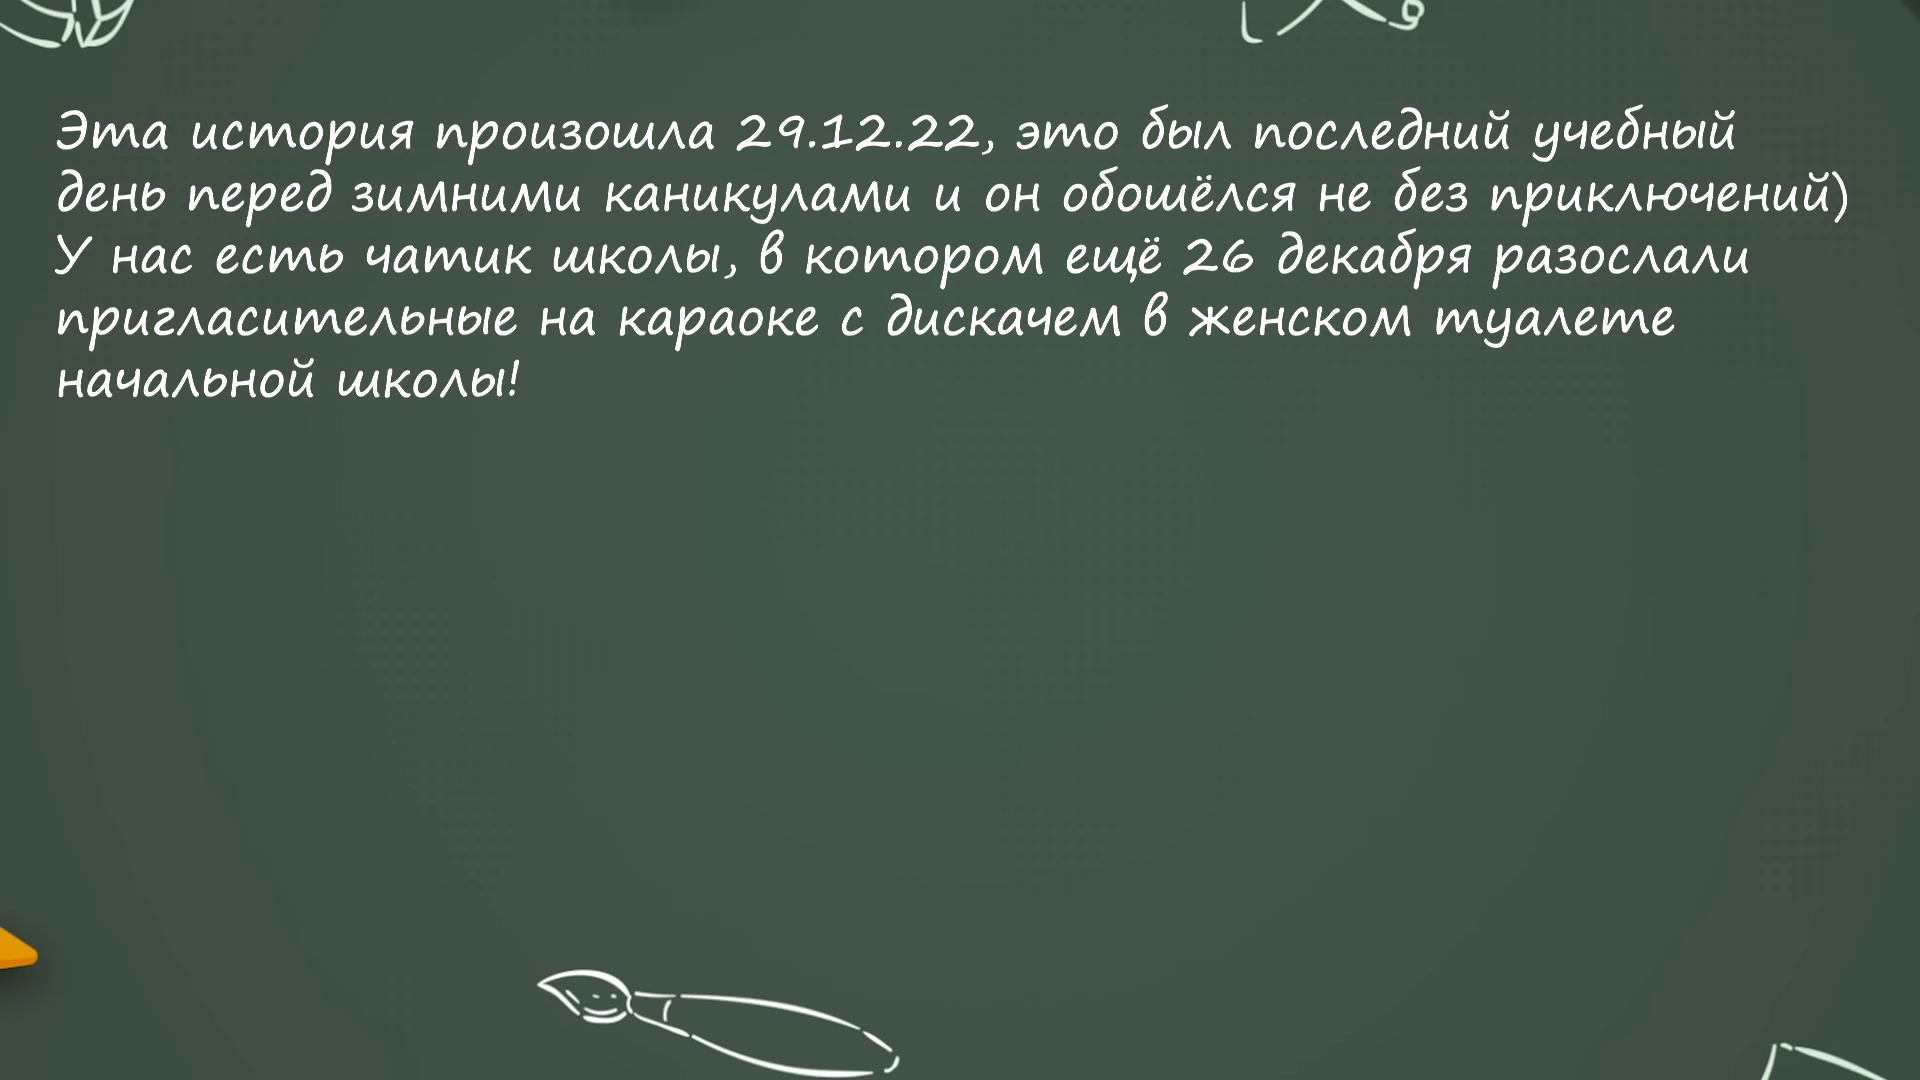 Эта история произошла 29.12.22, это был последний учебный
день перед зимними каникулами и он обошёлся не без приключений)
У нас есть чатик школы, в котором ещё 26 декабря разослали
пригласительные на караоке с дискачем в женском туалете
начальной школы!